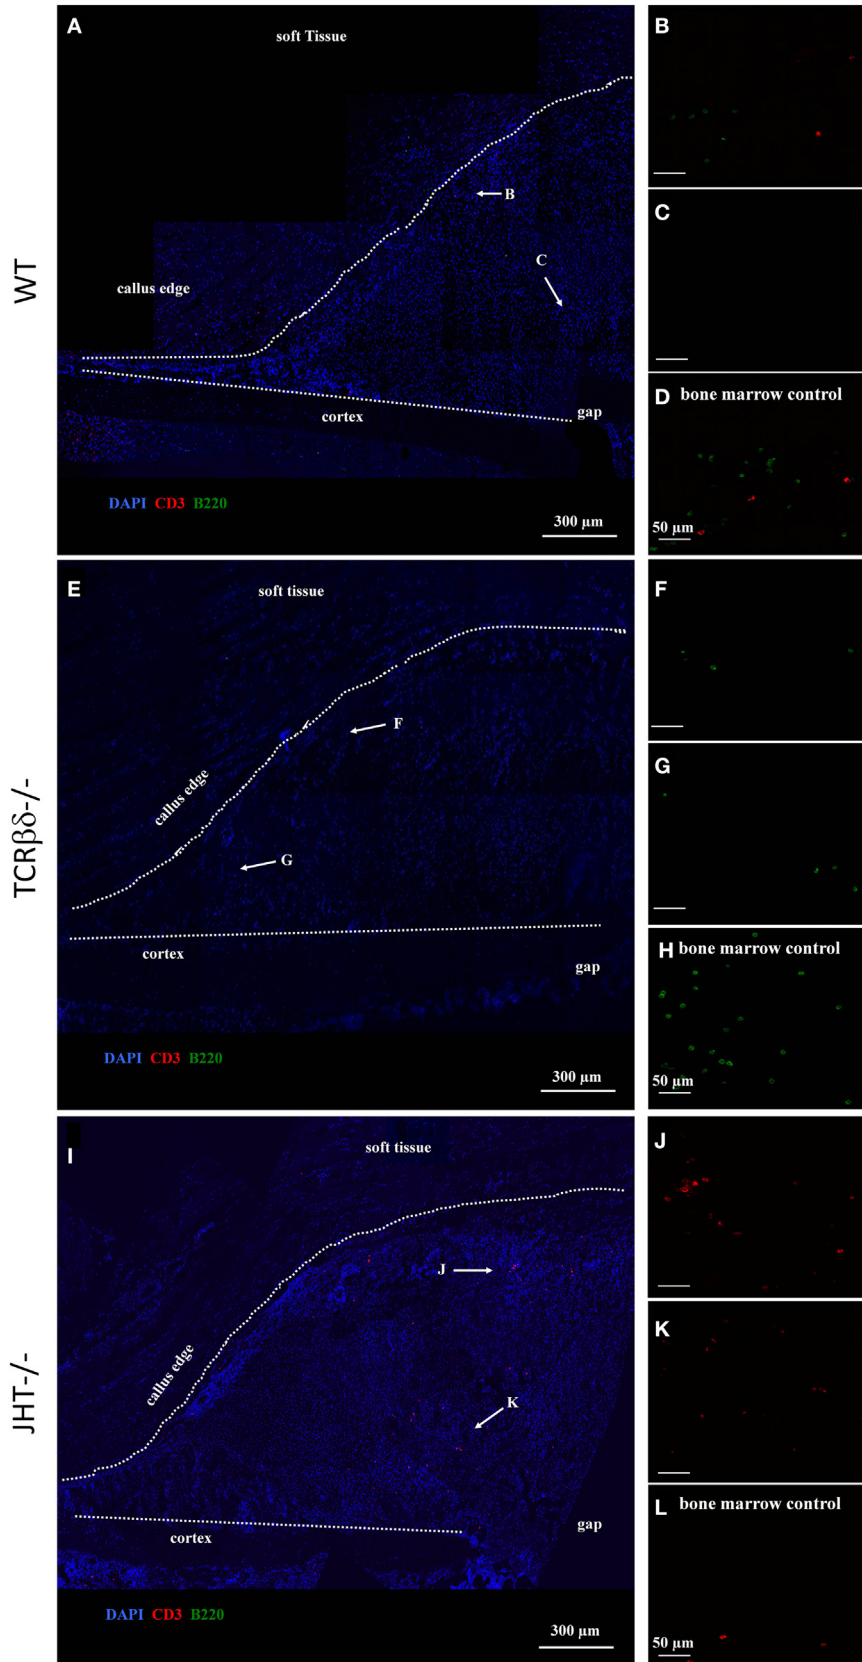 WT
A
soft Tissue
B
callus edge
C
cortex
gap
DAPI CD3 B220
300 µm
B
C
D bone marrow control
50 µm
TCRβδ-/-
E
soft tissue
F
callus edge
G
cortex
gap
DAPI CD3 B220
300 µm
F
G
H bone marrow control
50 µm
JHT-/-
I
soft tissue
J
callus edge
K
cortex
gap
DAPI CD3 B220
300 µm
J
K
L bone marrow control
50 µm